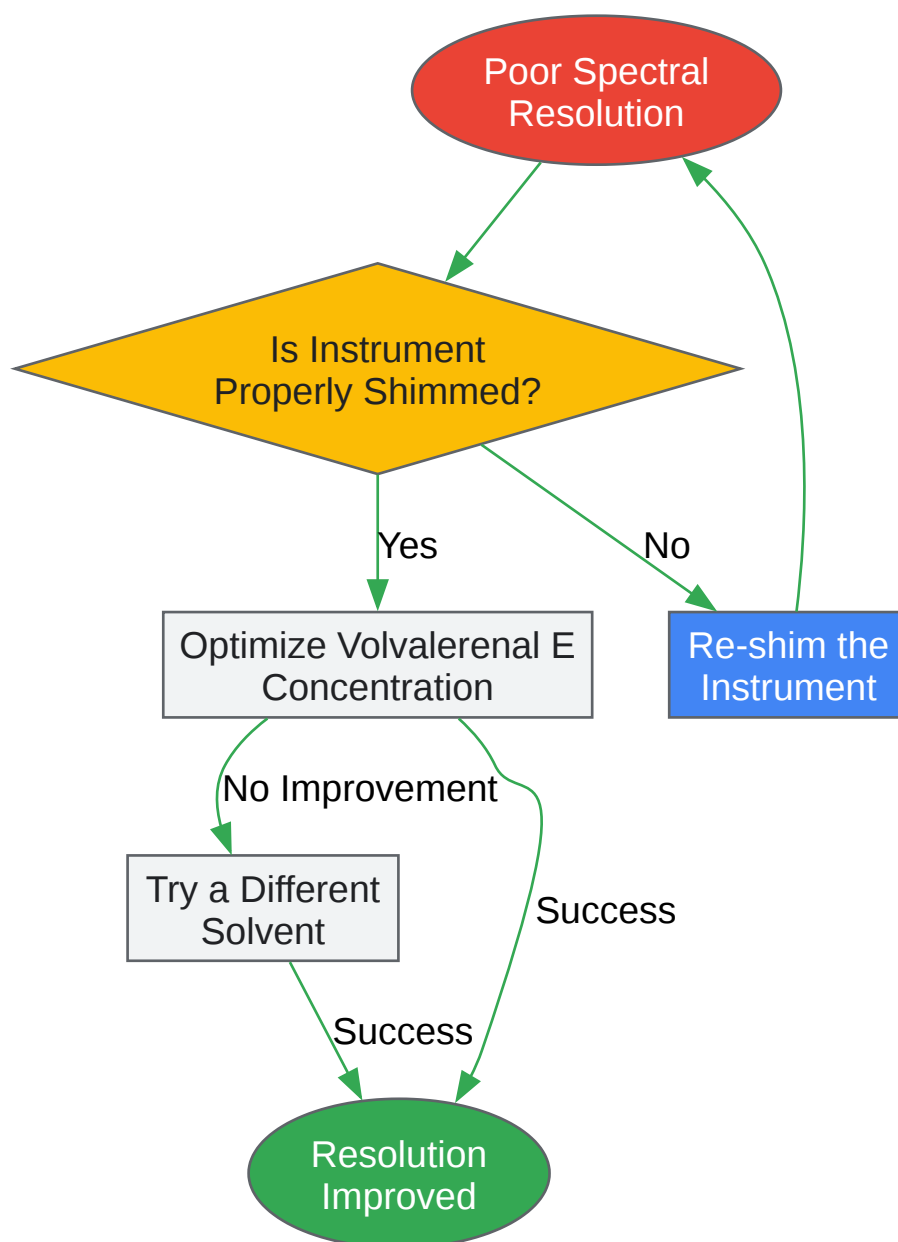 Poor Spectral
Resolution
Is Instrument
Properly Shimmed?
Yes
No
Optimize Volvalerenal E
Concentration
Re-shim the
Instrument
No Improvement
Try a Different
Solvent
Success
Success
Resolution
Improved